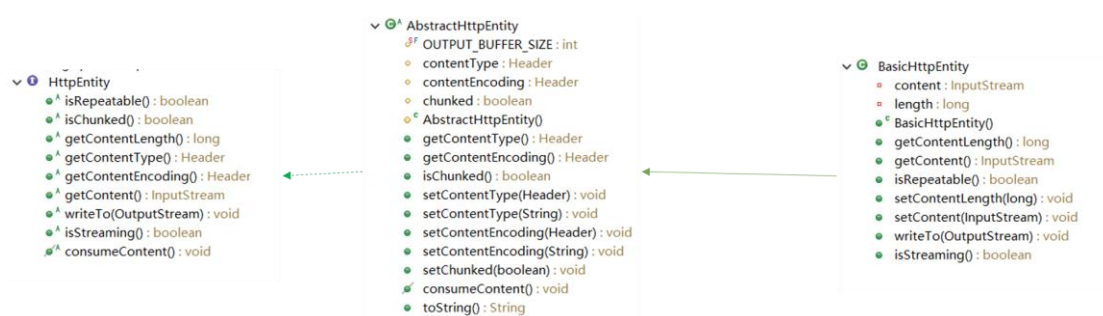 HttpEntity
isRepeatable() : boolean
isChunked() : boolean
getContentLength() : long
getContentType() : Header
getContentEncoding() : Header
getContent() : InputStream
writeTo(OutputStream) : void
isStreaming() : boolean
consumeContent() : void
AbstractHttpEntity
OUTPUT_BUFFER_SIZE : int
contentType : Header
contentEncoding : Header
chunked : boolean
AbstractHttpEntity()
getContentType() : Header
getContentEncoding() : Header
isChunked() : boolean
setContentType(Header) : void
setContentType(String) : void
setContentEncoding(Header) : void
setContentEncoding(String) : void
setChunked(boolean) : void
consumeContent() : void
toString() : String
BasicHttpEntity
content : InputStream
length : long
BasicHttpEntity()
getContentLength() : long
getContent() : InputStream
isRepeatable() : boolean
setContentLength(long) : void
setContent(InputStream) : void
writeTo(OutputStream) : void
isStreaming() : boolean